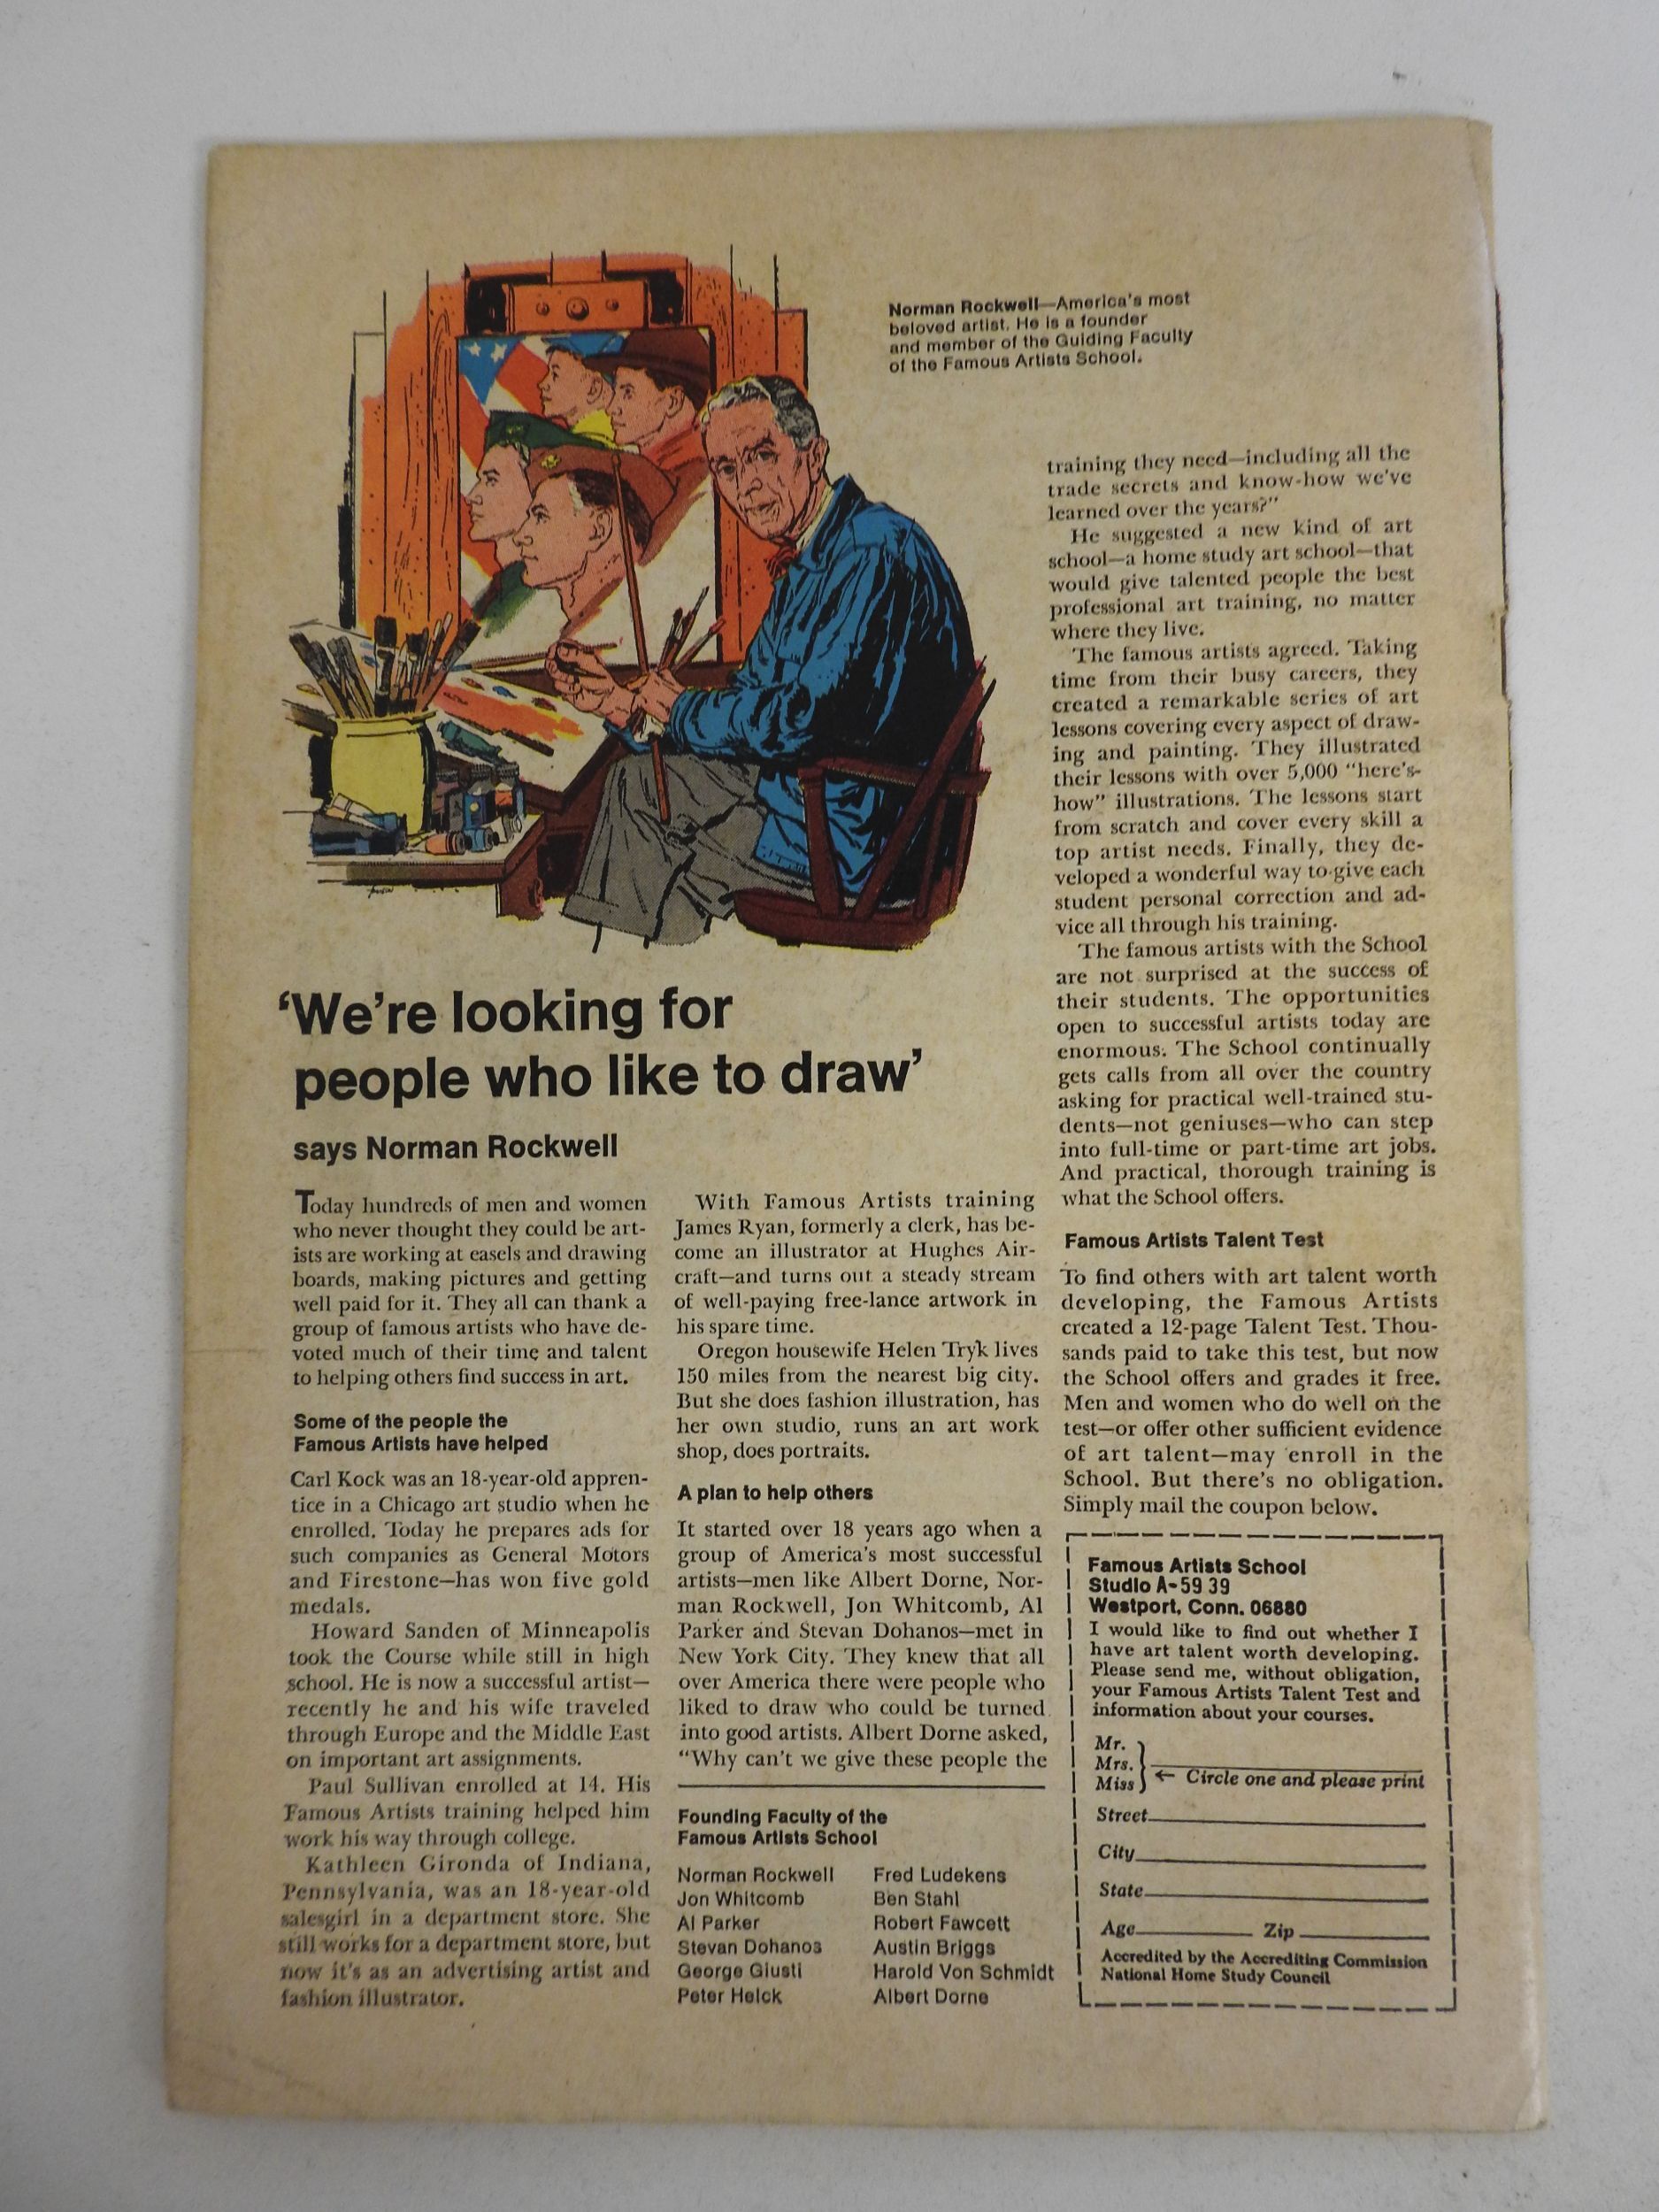 Norman Rockwell—America's most
beloved artist. He is a founder
and member of the Guiding Faculty
of the Famous Artists School.
'We're looking for
people who like to draw'
says Norman Rockwell
Today hundreds of men and women
who never thought they could be art-
ists are working at easels and drawing
boards, making pictures and getting
well paid for it. They all can thank a
group of famous artists who have de-
voted much of their time and talent
to helping others find success in art.
Some of the people the
Famous Artists have helped
Carl Kock was an 18-year-old appren-
tice in a Chicago art studio when he
enrolled. Today he prepares ads for
such companies as General Motors
and Firestone—has won five gold
medals.
Howard Sanden of Minneapolis
took the Course while still in high
school. He is now a successful artist—
recently he and his wife traveled
through Europe and the Middle East
on important art assignments.
Paul Sullivan enrolled at 14. His
Famous Artists training helped him
work his way through college.
Kathleen Gironda of Indiana,
Pennsylvania, was an 18-year-old
salesgirl in a department store. She
still works for a department store, but
now it's as an advertising artist and
fashion illustrator.
With Famous Artists training
James Ryan, formerly a clerk, has be-
come an illustrator at Hughes Air-
craft—and turns out a steady stream
of well-paying free-lance artwork in
his spare time.
Oregon housewife Helen Tryk lives
150 miles from the nearest big city.
But she does fashion illustration, has
her own studio, runs an art work
shop, does portraits.
A plan to help others
It started over 18 years ago when a
group of America's most successful
artists—men like Albert Dorne, Nor-
man Rockwell, Jon Whitcomb, Al
Parker and Stevan Dohanos—met in
New York City. They knew that all
over America there were people who
liked to draw who could be turned
into good artists. Albert Dorne asked,
"Why can't we give these people the
Founding Faculty of the
Famous Artists School
Norman Rockwell
Jon Whitcomb
Al Parker
Stevan Dohanos
George Giusti
Peter Helck
Fred Ludekens
Ben Stahl
Robert Fawcett
Austin Briggs
Harold Von Schmidt
Albert Dorne
training they need—including all the
trade secrets and know-how we've
learned over the years?"
He suggested a new kind of art
school—a home study art school—that
would give talented people the best
professional art training, no matter
where they live.
The famous artists agreed. Taking
time from their busy careers, they
created a remarkable series of art
lessons covering every aspect of draw-
ing and painting. They illustrated
their lessons with over 5,000 "here's-
how" illustrations. The lessons start
from scratch and cover every skill a
top artist needs. Finally, they de-
veloped a wonderful way to give each
student personal correction and ad-
vice all through his training.
The famous artists with the School
are not surprised at the success of
their students. The opportunities
open to successful artists today are
enormous. The School continually
gets calls from all over the country
asking for practical well-trained stu-
dents—not geniuses—who can step
into full-time or part-time art jobs.
And practical, thorough training is
what the School offers.
Famous Artists Talent Test
To find others with art talent worth
developing, the Famous Artists
created a 12-page Talent Test. Thou-
sands paid to take this test, but now
the School offers and grades it free.
Men and women who do well on the
test—or offer other sufficient evidence
of art talent—may enroll in the
School. But there's no obligation.
Simply mail the coupon below.
Famous Artists School
Studio A-59 39
Westport, Conn. 06880
I would like to find out whether I
have art talent worth developing.
Please send me, without obligation,
your Famous Artists Talent Test and
information about your courses.
Mr.
Mrs.
Miss ← Circle one and please print
Street
City
State
Age Zip
Accredited by the Accrediting Commission
National Home Study Council